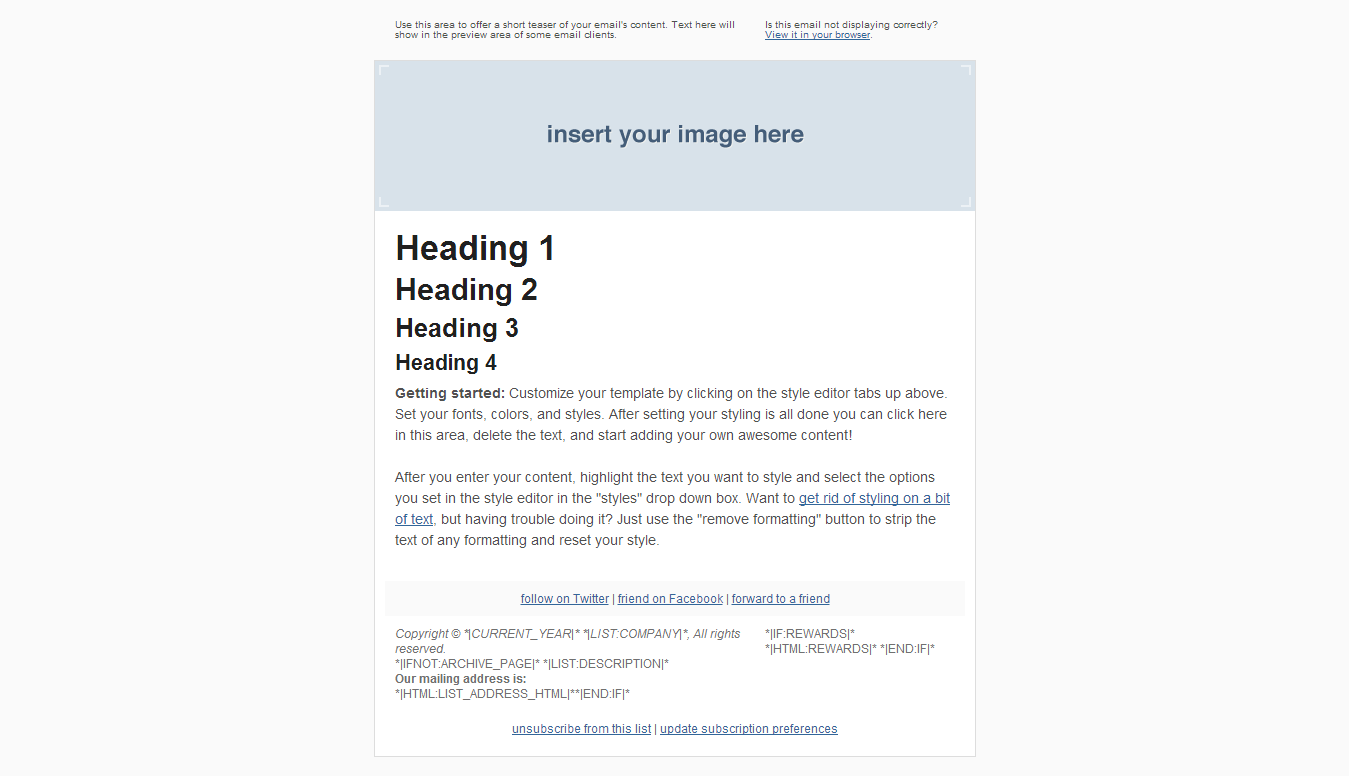 Use this area to offer a short teaser of your email's content. Text here will
show in the preview area of some email clients.
Is this email not displaying correctly?
View it in your browser.
insert your image here
Heading 1
Heading 2
Heading 3
Heading 4
Getting started: Customize your template by clicking on the style editor tabs up above.
Set your fonts, colors, and styles. After setting your styling is all done you can click here
in this area, delete the text, and start adding your own awesome content!
After you enter your content, highlight the text you want to style and select the options
you set in the style editor in the "styles" drop down box. Want to get rid of styling on a bit
of text, but having trouble doing it? Just use the "remove formatting" button to strip the
text of any formatting and reset your style.
follow on Twitter | friend on Facebook | forward to a friend
Copyright © *|CURRENT_YEAR|* *|LIST:COMPANY|*, All rights
reserved.
*|IFNOT:ARCHIVE_PAGE|* *|LIST:DESCRIPTION|*
Our mailing address is:
*|HTML:LIST_ADDRESS_HTML|**|END:IF|*
*|IF:REWARDS|*
*|HTML:REWARDS|* *|END:IF|*
unsubscribe from this list | update subscription preferences